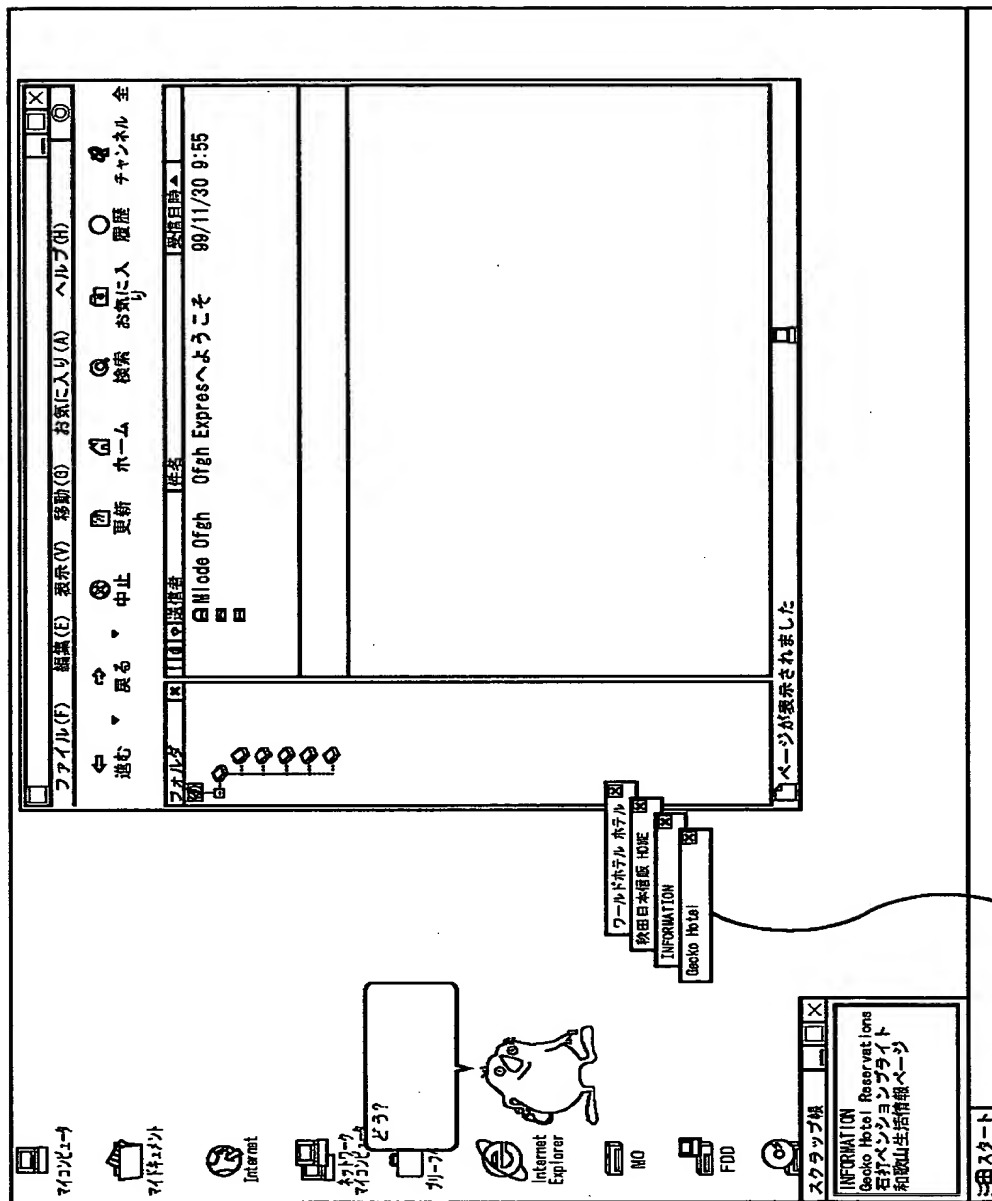 マイコンピュータ
マイドキュメント
Internet
ネットワーク
マイコンピュータ
ブリーフ
Internet
Explorer
MO
FDD
どう?
ファイル(F) 編集(E) 表示(V) 移動(G) お気に入り(A) ヘルプ(H)
進む 戻る 中止 更新 ホーム 検索 お気に入り 履歴 チャンネル 全
フォルダ
送信者 件名 受信日時
Mlode Ofgh Ofgh Expresへようこそ 99/11/30 9:55
ページが表示されました
ワールドホテル ホテル
秋田日本信販 HOME
INFORMATION
Gecko Hotel
スクラップ帳
INFORMATION
Gecko Hotel Reservations
石打ペンションブライト
和歌山生活情報ページ
スタート